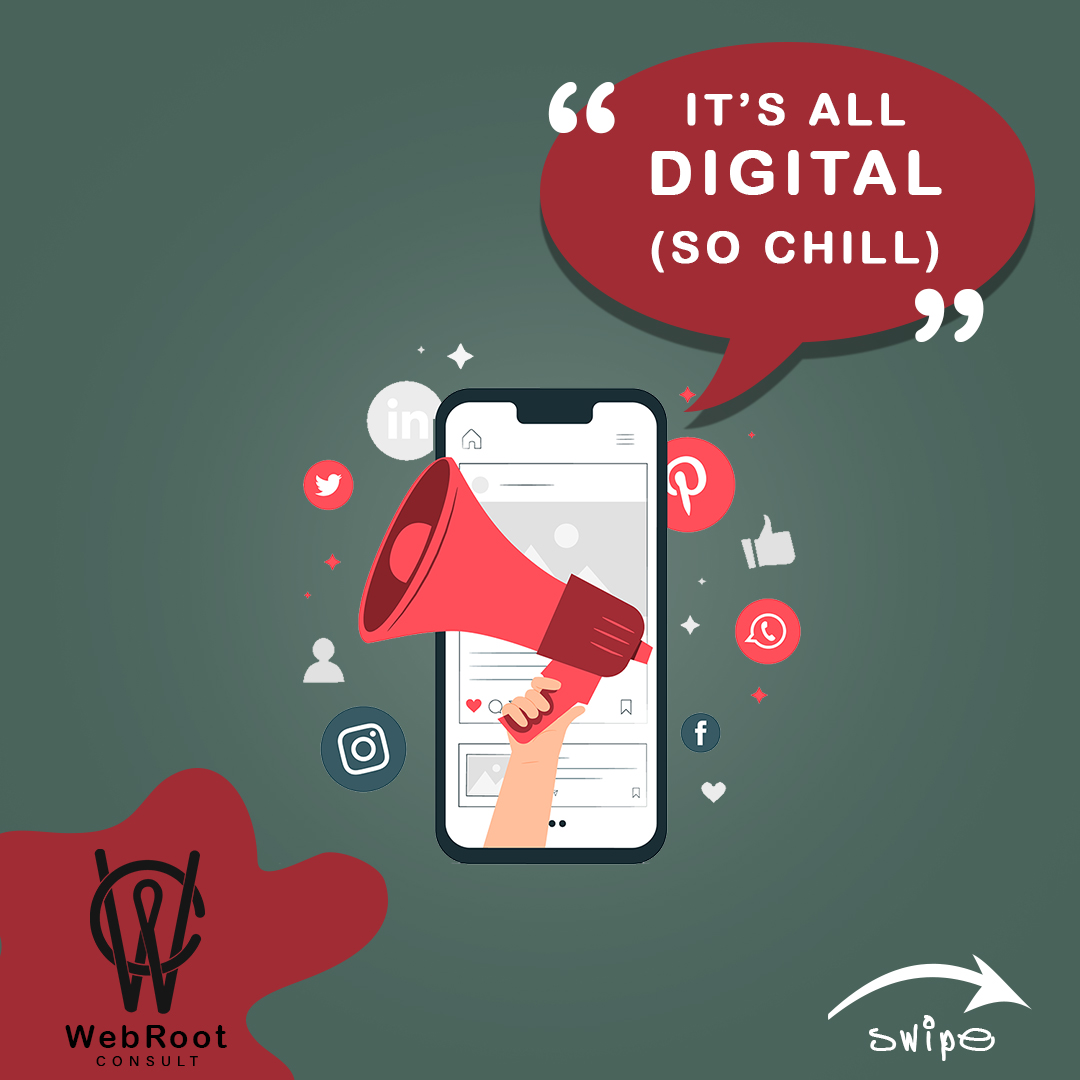 “ IT’S ALL
DIGITAL
(SO CHILL) ”
in
f
WebRoot
CONSULT
swipe